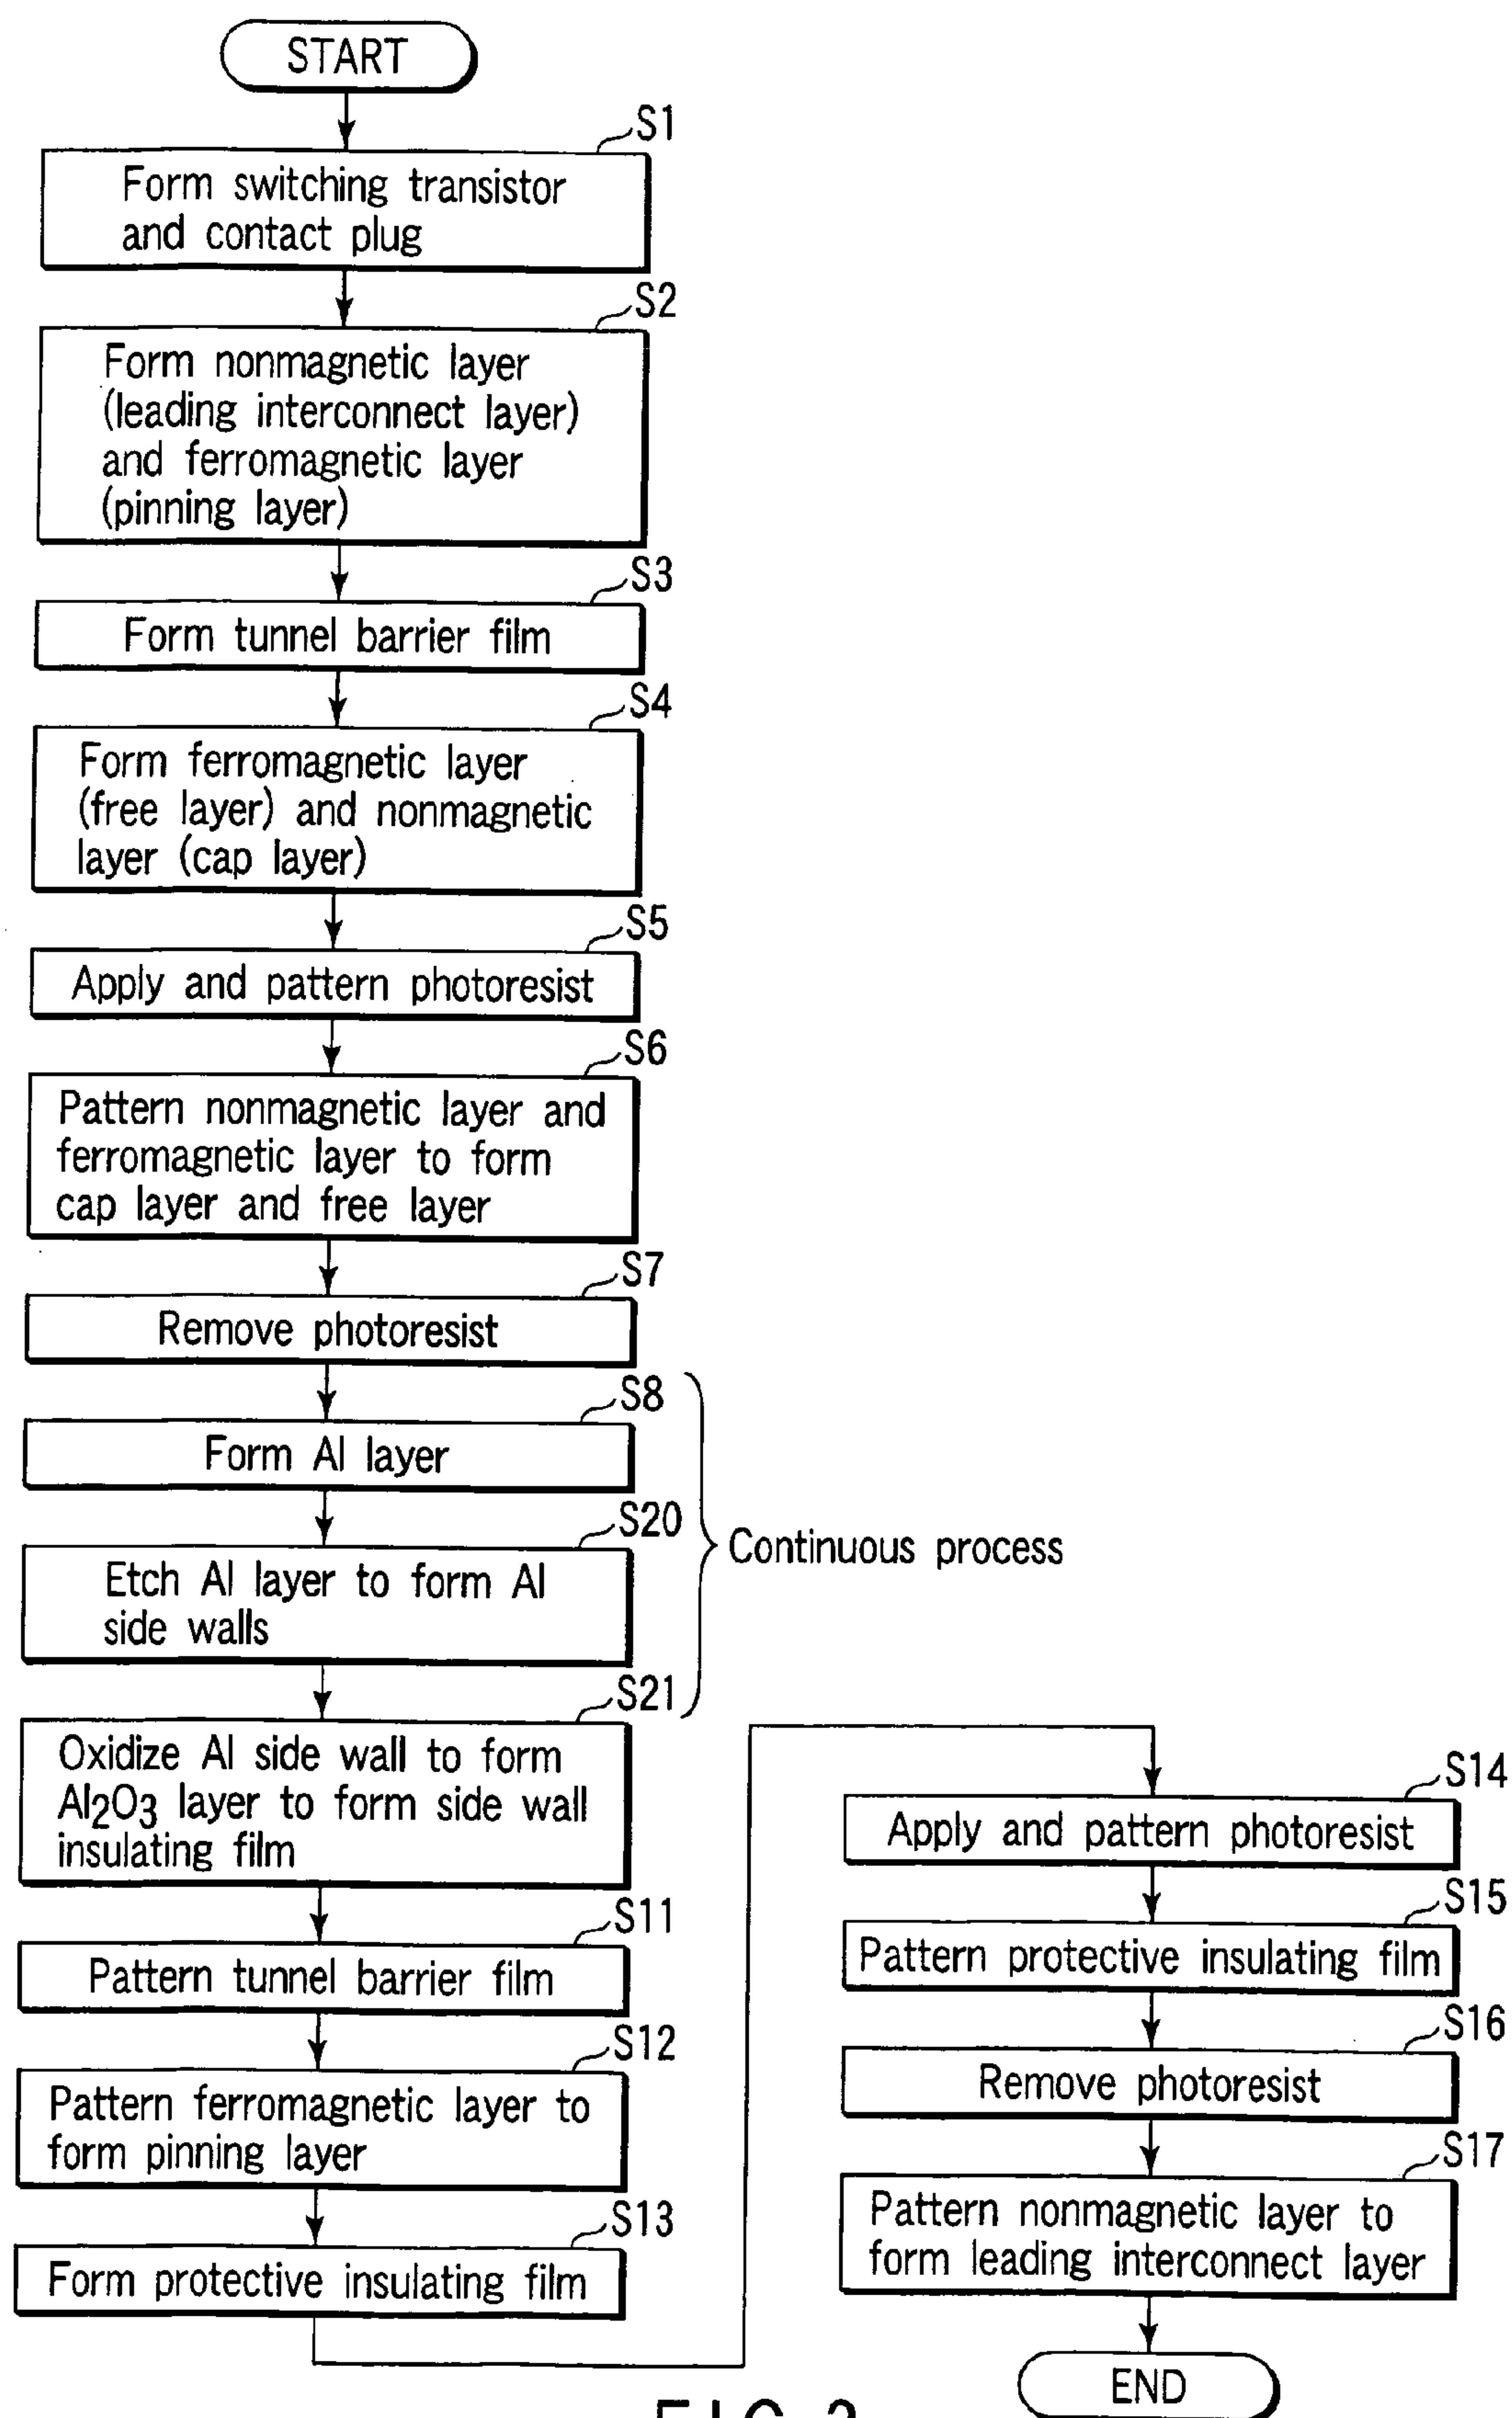 START
S1
Form switching transistor
and contact plug
S2
Form nonmagnetic layer
(leading interconnect layer)
and ferromagnetic layer
(pinning layer)
S3
Form tunnel barrier film
S4
Form ferromagnetic layer
(free layer) and nonmagnetic
layer (cap layer)
S5
Apply and pattern photoresist
S6
Pattern nonmagnetic layer and
ferromagnetic layer to form
cap layer and free layer
S7
Remove photoresist
S8
Form Al layer
S20
Etch Al layer to form Al
side walls
Continuous process
S21
Oxidize Al side wall to form
Al2O3 layer to form side wall
insulating film
S11
Pattern tunnel barrier film
S12
Pattern ferromagnetic layer to
form pinning layer
S13
Form protective insulating film
S14
Apply and pattern photoresist
S15
Pattern protective insulating film
S16
Remove photoresist
S17
Pattern nonmagnetic layer to
form leading interconnect layer
END